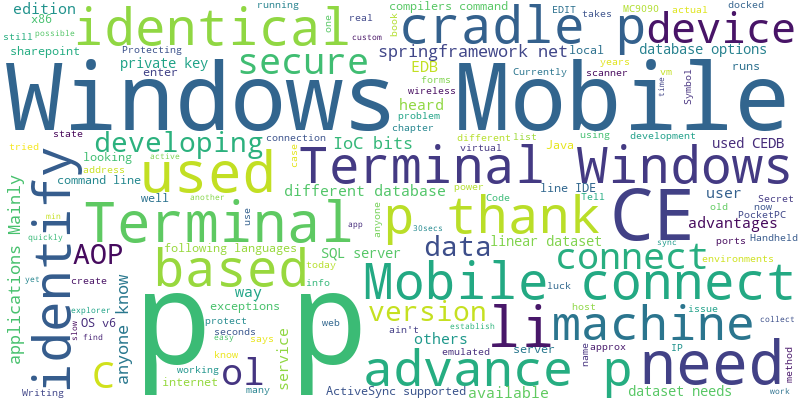 edition
x86
still
possible
running
identical
one
real
custom
compilers command
book
cradle
EDIT
takes
MC9090
actual
docked
p
device
sharepoint
Protecting
private key
enter
secure
springframework net
local
database options
EDB
forms
wireless
years
scanner
vm
runs
Currently
time
Symbol
Windows Mobile
heard
problem
chapter
state
tried
developing
connection
IoC bits
different
list
using
development
used CEDB
virtual
Java
looking
address
active
command line
used
case
Terminal Windows
different database
power
line IDE
user
well
another
Code
Tell
old
now
Secret
PocketPC
identify
min
quickly
Terminal
use
app
anyone
p thank
30secs
CE
advantages
ports
Handheld
applications Mainly
AOP
following languages
SQL server
data
linear dataset
sync
connect
environments
yet
create
based
today
info
explorer
slow
find
OS v6
anyone know
way
exceptions
protect
seconds
easy
says
know
service
web
p p
Mobile connect
luck
host
issue
collect
version
ain't
establish
li
machine
others
emulated
server
name
approx
IP
method
Writing
C
working
internet
many
ol
ActiveSync supported
advance p
available
need
dataset needs
work